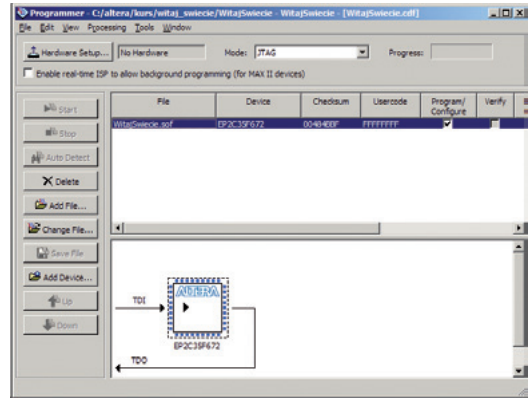 Programmer - C:/altera/kurs/witaj_swiecie/WitajSwiecie - WitajSwiecie - [WitajSwiecie.cdf]
File Edit View Processing Tools Window
Hardware Setup... No Hardware Mode: JTAG Progress:
Enable real-time ISP to allow background programming (for MAX II devices)
File Device Checksum Usercode Program/ Configure Verify
WitajSwiecie.sof EP2C35F672 00484BBF FFFFFFFF
Start
Stop
Auto Detect
Delete
Add File...
Change File...
Save File
Add Device...
Up
Down
ALTERA
TDI
EP2C35F672
TDO